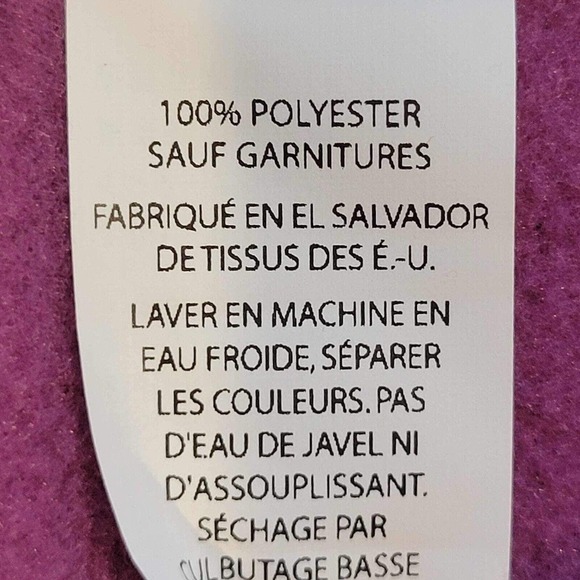 100% POLYESTER
SAUF GARNITURES
FABRIQUÉ EN EL SALVADOR
DE TISSUS DES É.-U.
LAVER EN MACHINE EN
EAU FROIDE, SÉPARER
LES COULEURS. PAS
D'EAU DE JAVEL NI
D'ASSOUPLISSANT.
SÉCHAGE PAR
CULBUTAGE BASSE